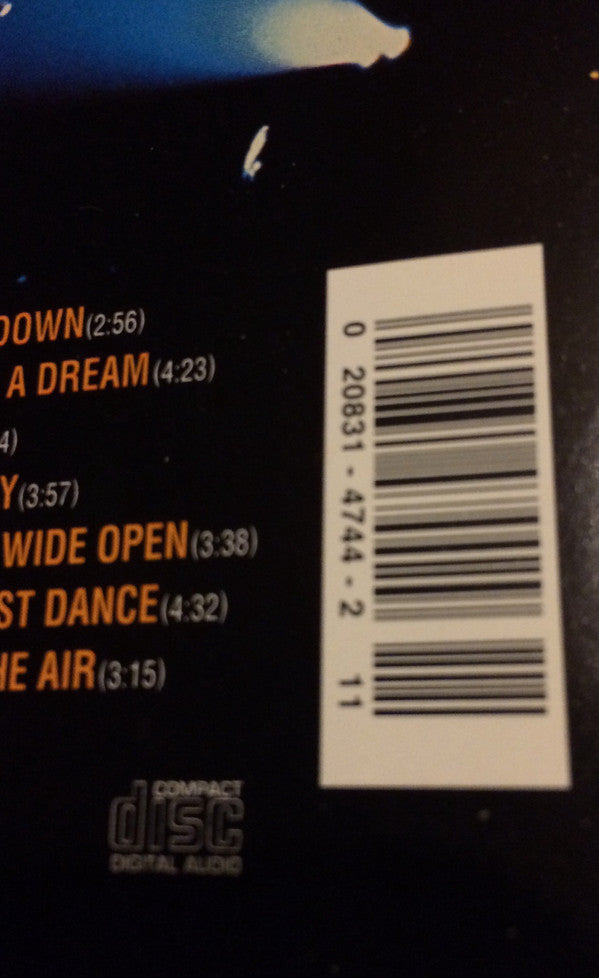 DOWN(2:56)
A DREAM(4:23)
4)
Y(3:57)
WIDE OPEN(3:38)
ST DANCE(4:32)
HE AIR(3:15)
0 20831-4744-2 11
COMPACT
disc
DIGITAL AUDIO